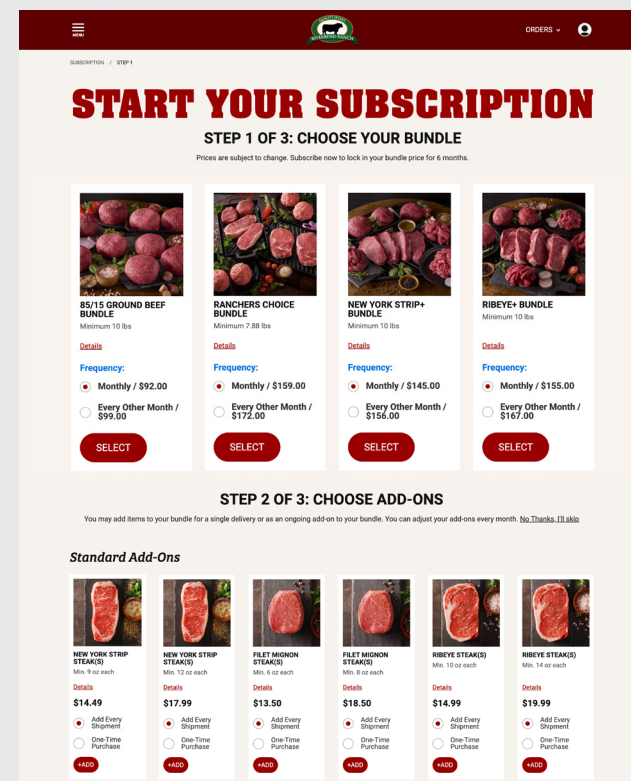 MENU
RIVERBEND RANCH
ORDERS
SUBSCRIPTION / STEP 1
START YOUR SUBSCRIPTION
STEP 1 OF 3: CHOOSE YOUR BUNDLE
Prices are subject to change. Subscribe now to lock in your bundle price for 6 months.
85/15 GROUND BEEF
BUNDLE
Minimum 10 lbs
Details
Frequency:
Monthly / $92.00
Every Other Month /
$99.00
SELECT
RANCHERS CHOICE
BUNDLE
Minimum 7.88 lbs
Details
Frequency:
Monthly / $159.00
Every Other Month /
$172.00
SELECT
NEW YORK STRIP+
BUNDLE
Minimum 10 lbs
Details
Frequency:
Monthly / $145.00
Every Other Month /
$156.00
SELECT
RIBEYE+ BUNDLE
Minimum 10 lbs
Details
Frequency:
Monthly / $155.00
Every Other Month /
$167.00
SELECT
STEP 2 OF 3: CHOOSE ADD-ONS
You may add items to your bundle for a single delivery or as an ongoing add-on to your bundle. You can adjust your add-ons every month. No Thanks, I'll skip
Standard Add-Ons
NEW YORK STRIP
STEAK(S)
Min. 9 oz each
Details
$14.49
Add Every
Shipment
One-Time
Purchase
+ADD
NEW YORK STRIP
STEAK(S)
Min. 12 oz each
Details
$17.99
Add Every
Shipment
One-Time
Purchase
+ADD
FILET MIGNON
STEAK(S)
Min. 6 oz each
Details
$13.50
Add Every
Shipment
One-Time
Purchase
+ADD
FILET MIGNON
STEAK(S)
Min. 8 oz each
Details
$18.50
Add Every
Shipment
One-Time
Purchase
+ADD
RIBEYE STEAK(S)
Min. 10 oz each
Details
$14.99
Add Every
Shipment
One-Time
Purchase
+ADD
RIBEYE STEAK(S)
Min. 14 oz each
Details
$19.99
Add Every
Shipment
One-Time
Purchase
+ADD